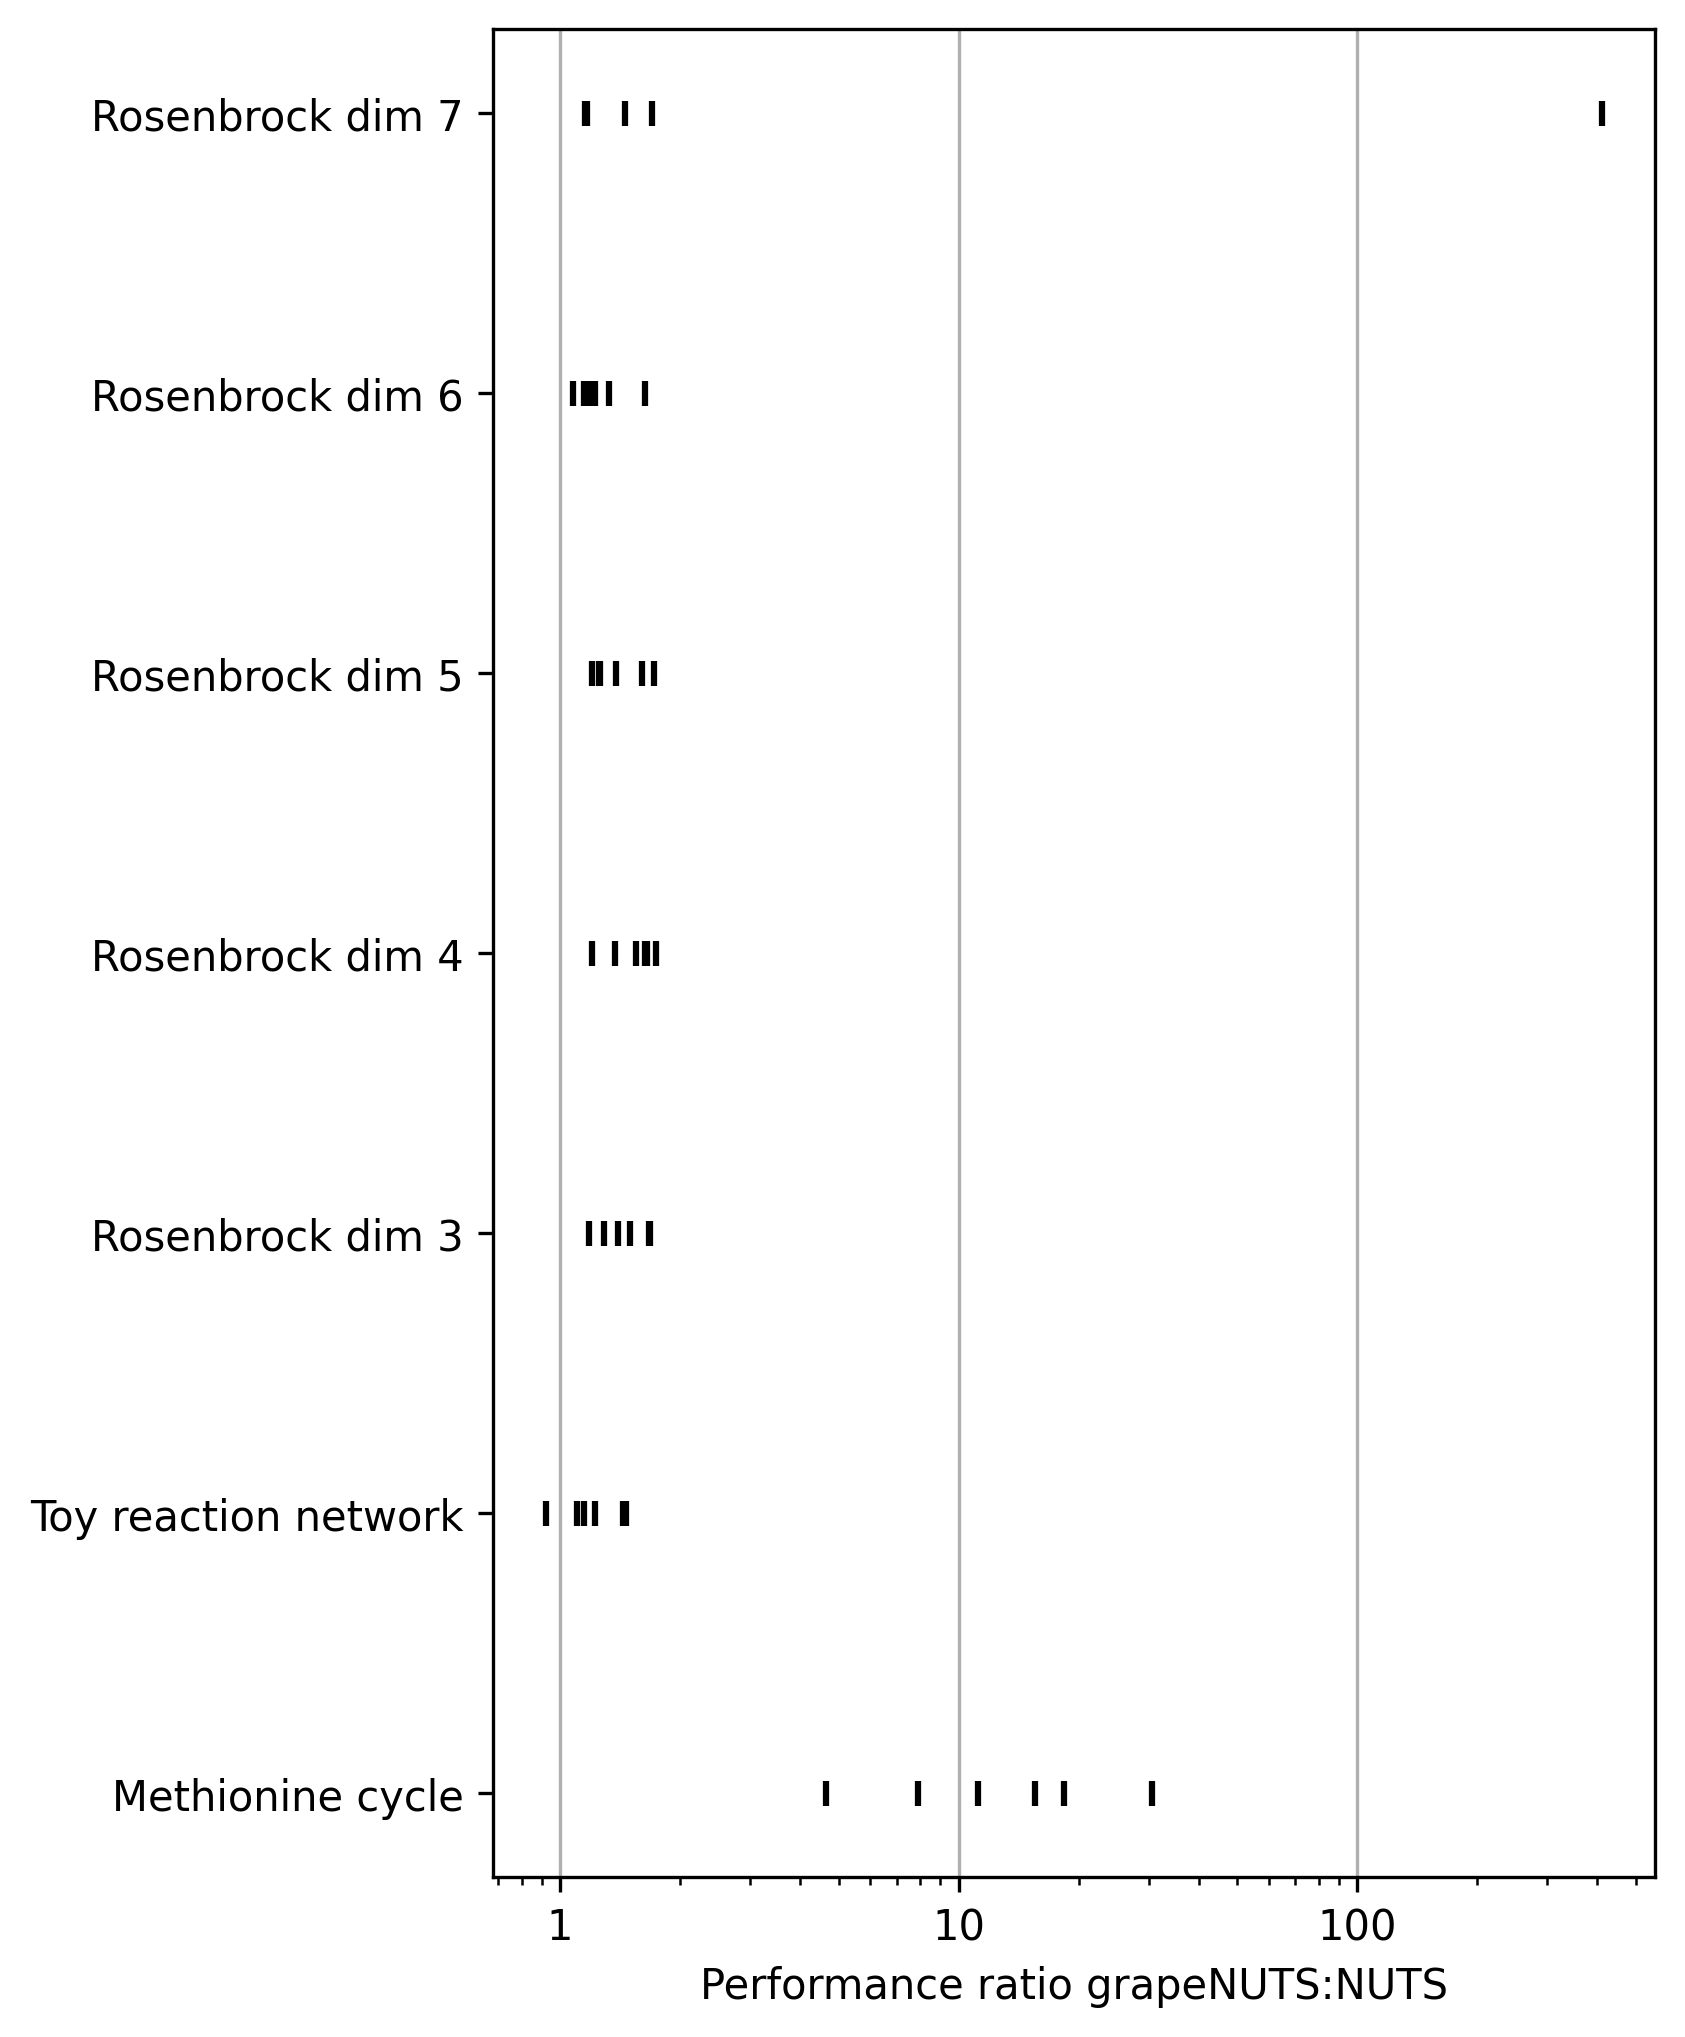 Rosenbrock dim 7
Rosenbrock dim 6
Rosenbrock dim 5
Rosenbrock dim 4
Rosenbrock dim 3
Toy reaction network
Methionine cycle
1 10 100
Performance ratio grapeNUTS:NUTS